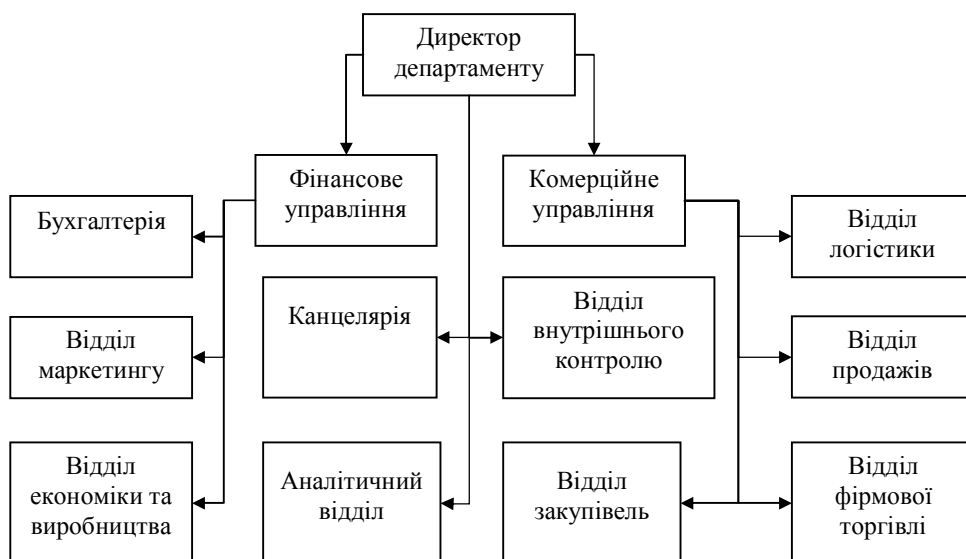 Директор
департаменту
Фінансове
управління
Комерційне
управління
Бухгалтерія
Відділ
логістики
Канцелярія
Відділ
внутрішнього
контролю
Відділ
маркетингу
Відділ
продажів
Відділ
економіки та
виробництва
Аналітичний
відділ
Відділ
закупівель
Відділ
фірмової
торгівлі